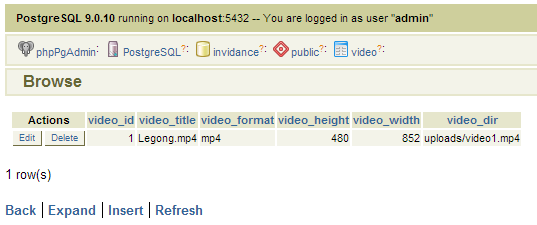 PostgreSQL 9.0.10 running on localhost:5432 -- You are logged in as user "admin"
phpPgAdmin: PostgreSQL?: invidance?: public?: video?:
Browse
Actions video_id video_title video_format video_height video_width video_dir
Edit Delete 1 Legong.mp4 mp4 480 852 uploads/video1.mp4
1 row(s)
Back | Expand | Insert | Refresh